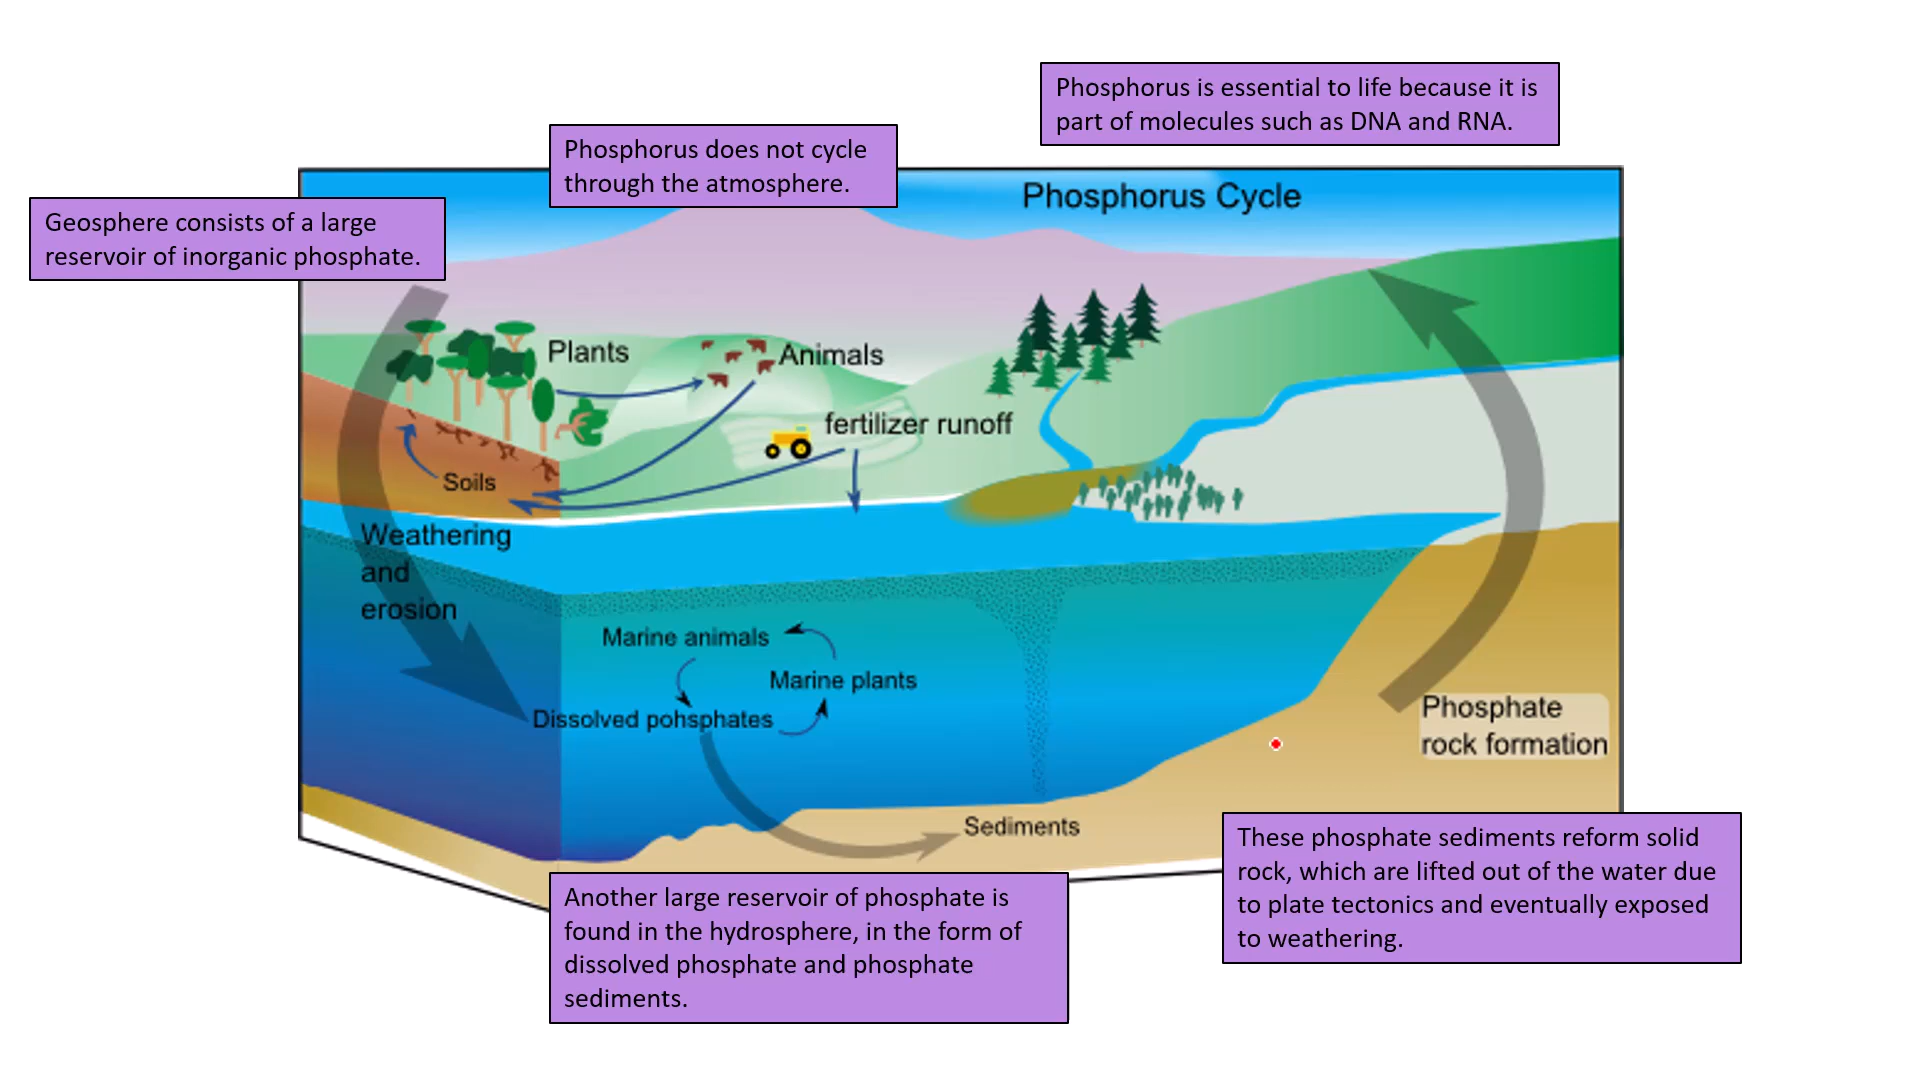 Phosphorus is essential to life because it is
part of molecules such as DNA and RNA.
Phosphorus does not cycle
through the atmosphere.
Phosphorus Cycle
Geosphere consists of a large
reservoir of inorganic phosphate.
Plants
Animals
fertilizer runoff
Soils
Weathering
and
erosion
Marine animals
Marine plants
Dissolved pohsphates
Phosphate
rock formation
Sediments
These phosphate sediments reform solid
rock, which are lifted out of the water due
to plate tectonics and eventually exposed
to weathering.
Another large reservoir of phosphate is
found in the hydrosphere, in the form of
dissolved phosphate and phosphate
sediments.